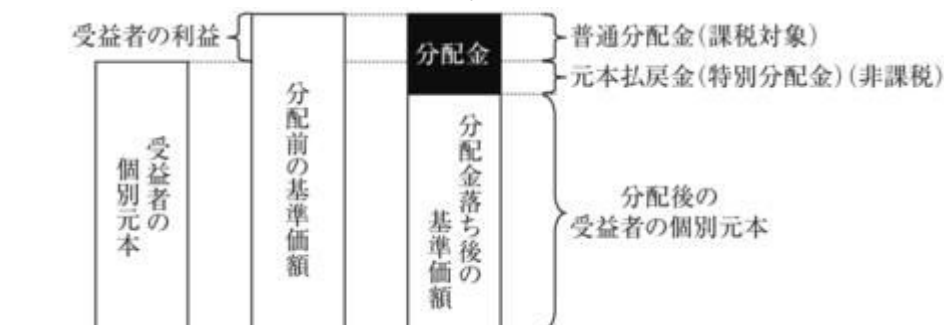 受益者の利益
分配金
普通分配金(課税対象)
元本払戻金(特別分配金)(非課税)
受益者の
個別元本
分配前の基準価額
分配金落ち後の
基準価額
分配後の
受益者の個別元本